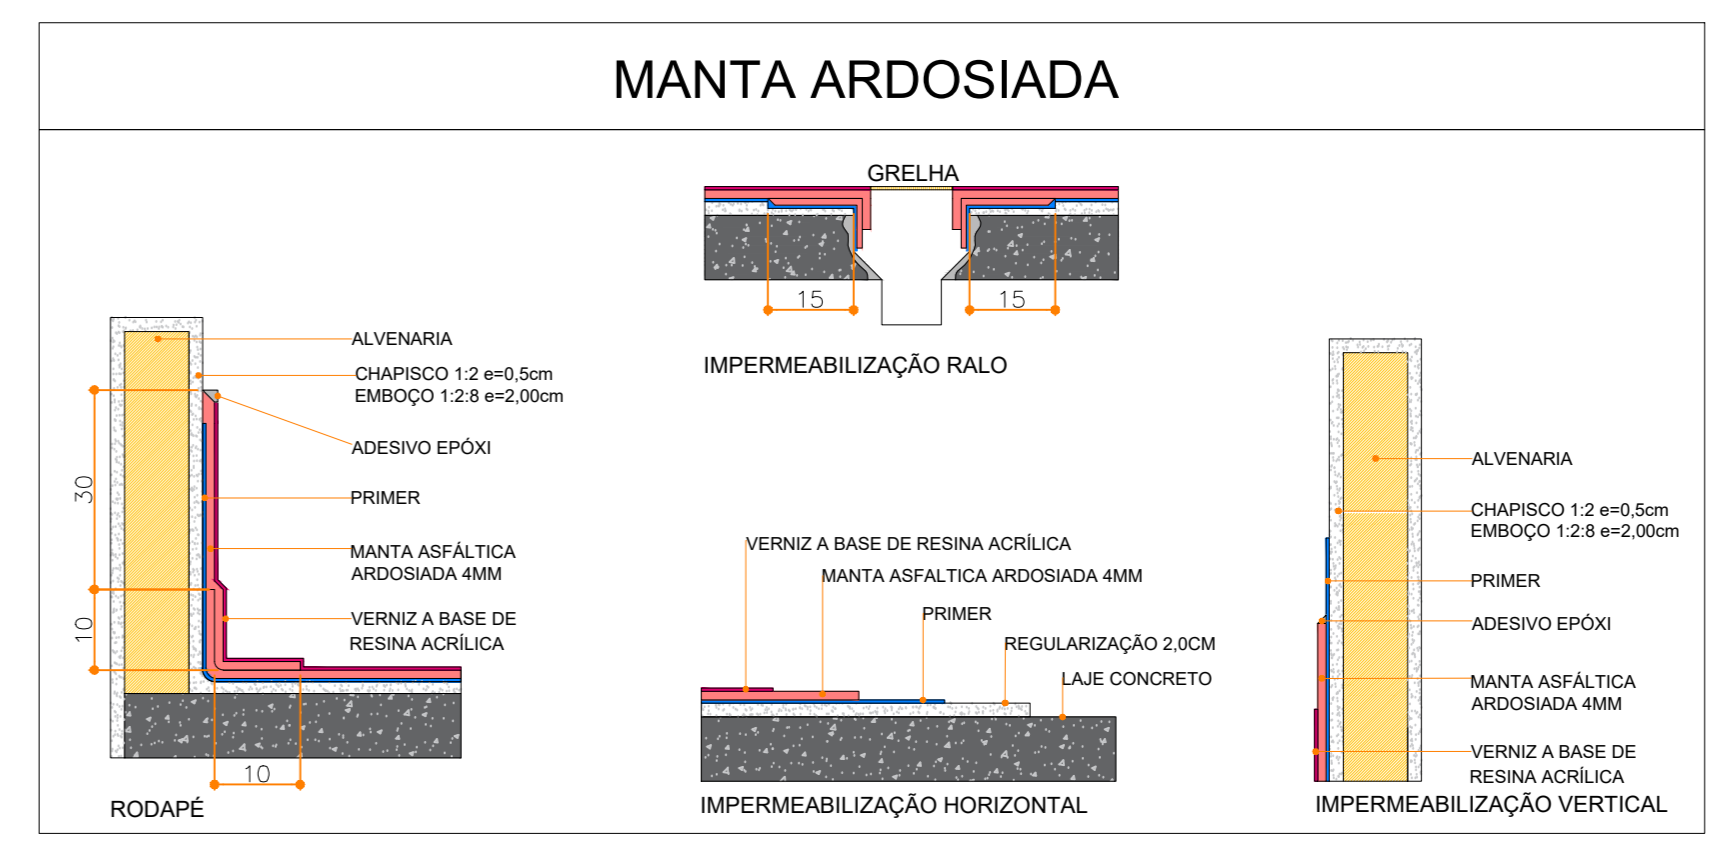 MANTA ARDOSIADA
GRELHA
15
15
IMPERMEABILIZAÇÃO RALO
ALVENARIA
CHAPISCO 1:2 e=0,5cm
EMBOÇO 1:2:8 e=2,00cm
ADESIVO EPÓXI
PRIMER
MANTA ASFÁLTICA
ARDOSIADA 4MM
VERNIZ A BASE DE
RESINA ACRÍLICA
30
10
10
RODAPÉ
VERNIZ A BASE DE RESINA ACRÍLICA
MANTA ASFALTICA ARDOSIADA 4MM
PRIMER
REGULARIZAÇÃO 2,0CM
LAJE CONCRETO
IMPERMEABILIZAÇÃO HORIZONTAL
ALVENARIA
CHAPISCO 1:2 e=0,5cm
EMBOÇO 1:2:8 e=2,00cm
PRIMER
ADESIVO EPÓXI
MANTA ASFÁLTICA
ARDOSIADA 4MM
VERNIZ A BASE DE
RESINA ACRÍLICA
IMPERMEABILIZAÇÃO VERTICAL